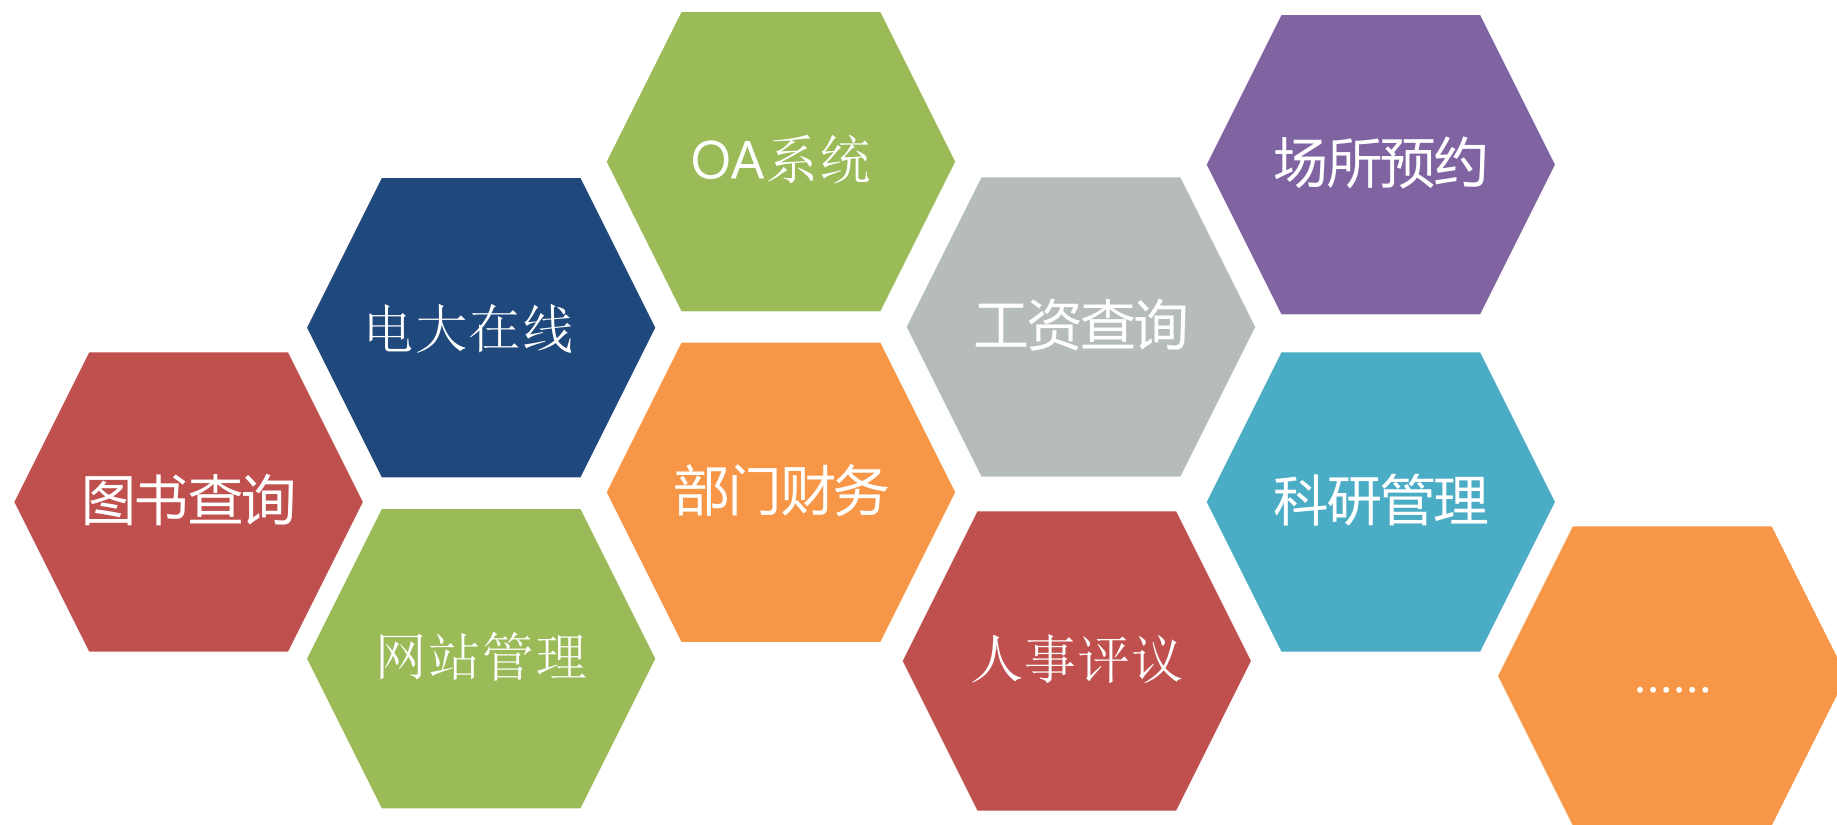 OA系统
场所预约
电大在线
工资查询
图书查询
部门财务
科研管理
网站管理
人事评议
……